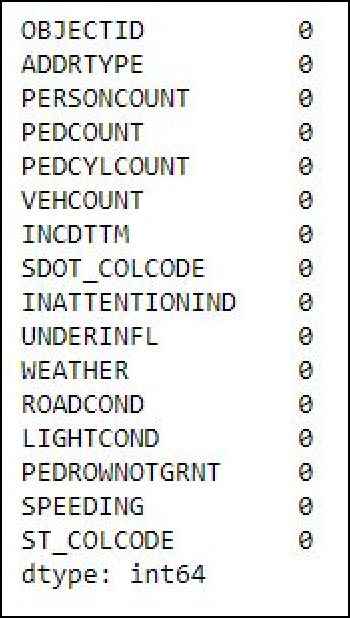 OBJECTID 0
ADDRTYPE 0
PERSONCOUNT 0
PEDCOUNT 0
PEDCYLCOUNT 0
VEHCOUNT 0
INCDTTM 0
SDOT_COLCODE 0
INATTENTIONIND 0
UNDERINFL 0
WEATHER 0
ROADCOND 0
LIGHTCOND 0
PEDROWNOTGRNT 0
SPEEDING 0
ST_COLCODE 0
dtype: int64